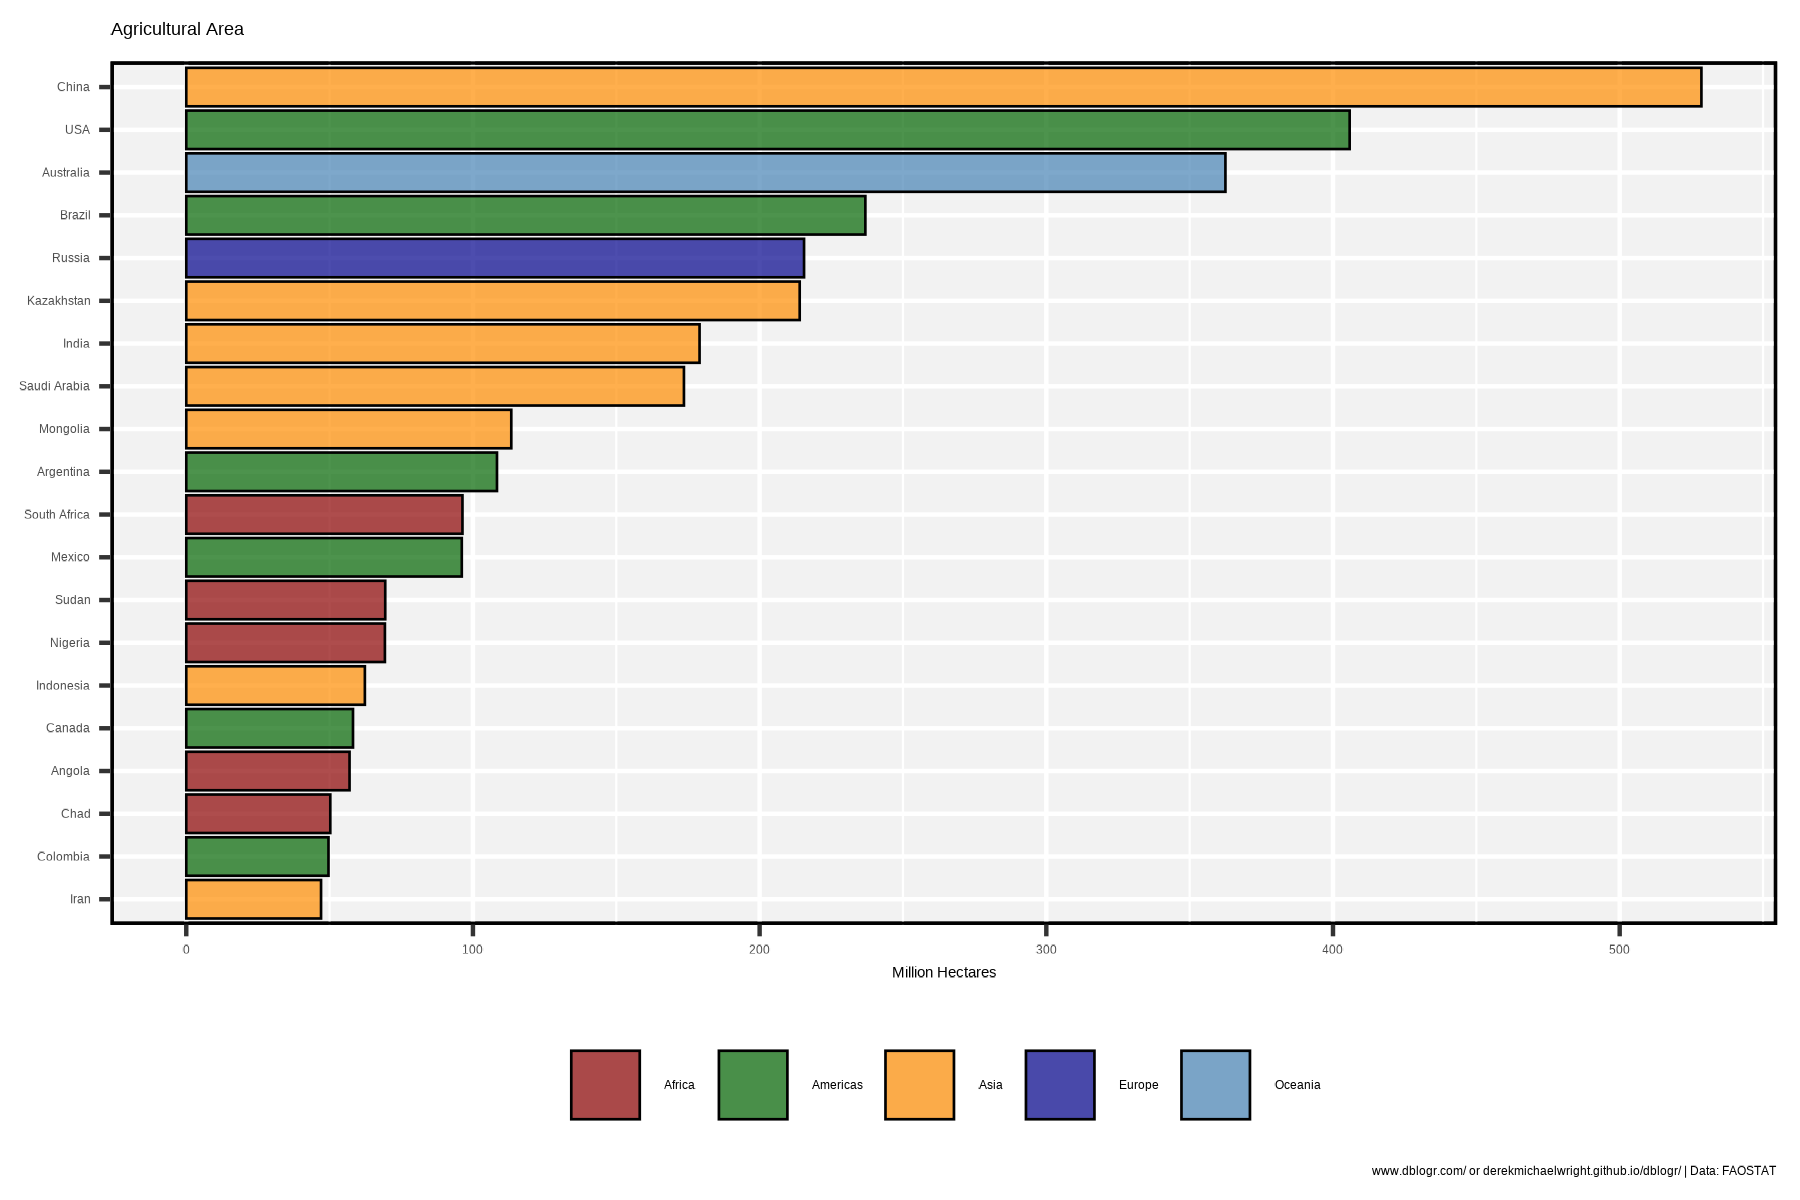 Agricultural Area
China
USA
Australia
Brazil
Russia
Kazakhstan
India
Saudi Arabia
Mongolia
Argentina
South Africa
Mexico
Sudan
Nigeria
Indonesia
Canada
Angola
Chad
Colombia
Iran
0 100 200 300 400 500
Million Hectares
Africa Americas Asia Europe Oceania
www.dblogr.com/ or derekmichaelwright.github.io/dblogr/ | Data: FAOSTAT